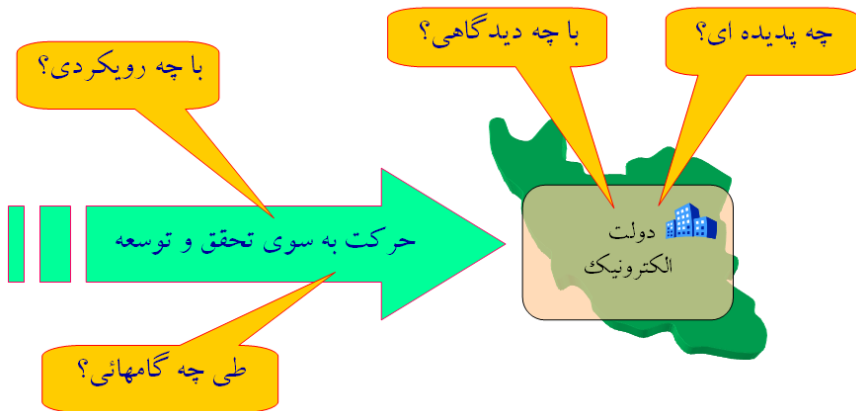 چه پدیده ای؟
با چه دیدگاهی؟
با چه رویکردی؟
دولت
الکترونیک
حرکت به سوی تحقق و توسعه
طی چه گامهائی؟